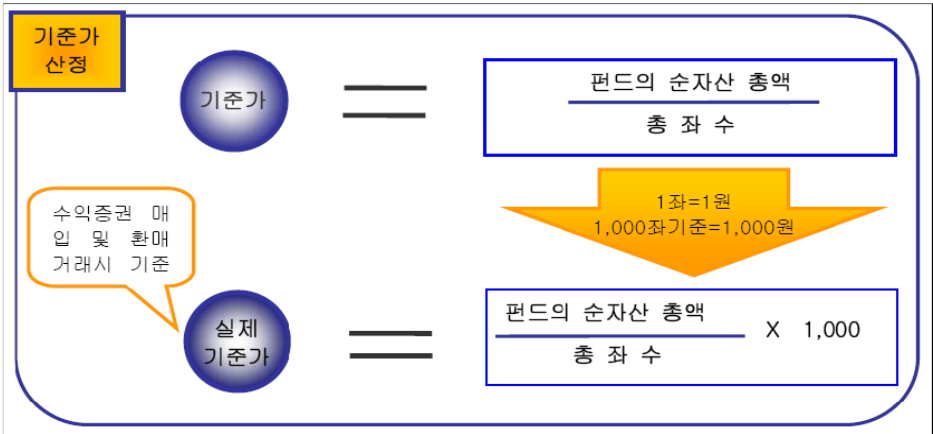 기준가
산정
기준가
펀드의 순자산 총액
총 좌 수
1좌=1원
1,000좌기준=1,000원
수익증권 매
입 및 환매
거래시 기준
실제
기준가
펀드의 순자산 총액
총 좌 수
X 1,000